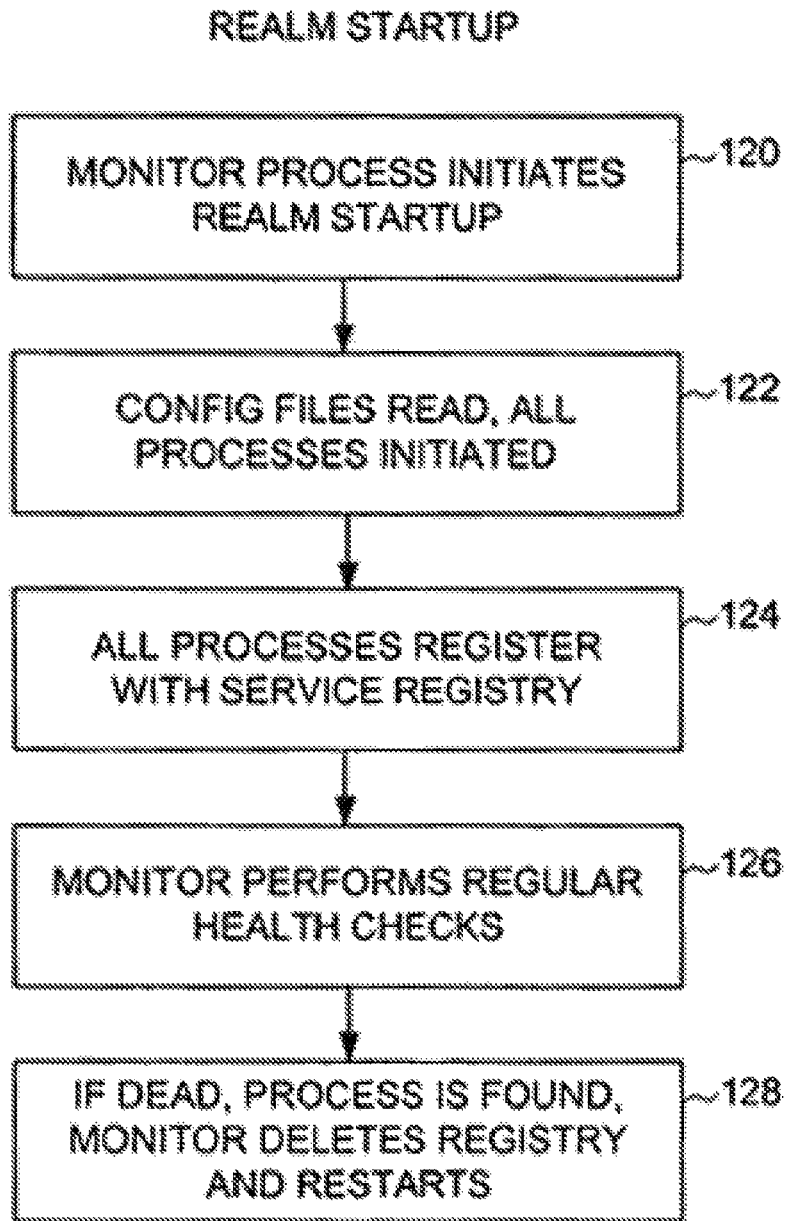 REALM STARTUP
MONITOR PROCESS INITIATES
REALM STARTUP
120
CONFIG FILES READ, ALL
PROCESSES INITIATED
122
ALL PROCESSES REGISTER
WITH SERVICE REGISTRY
124
MONITOR PERFORMS REGULAR
HEALTH CHECKS
126
IF DEAD, PROCESS IS FOUND,
MONITOR DELETES REGISTRY
AND RESTARTS
128